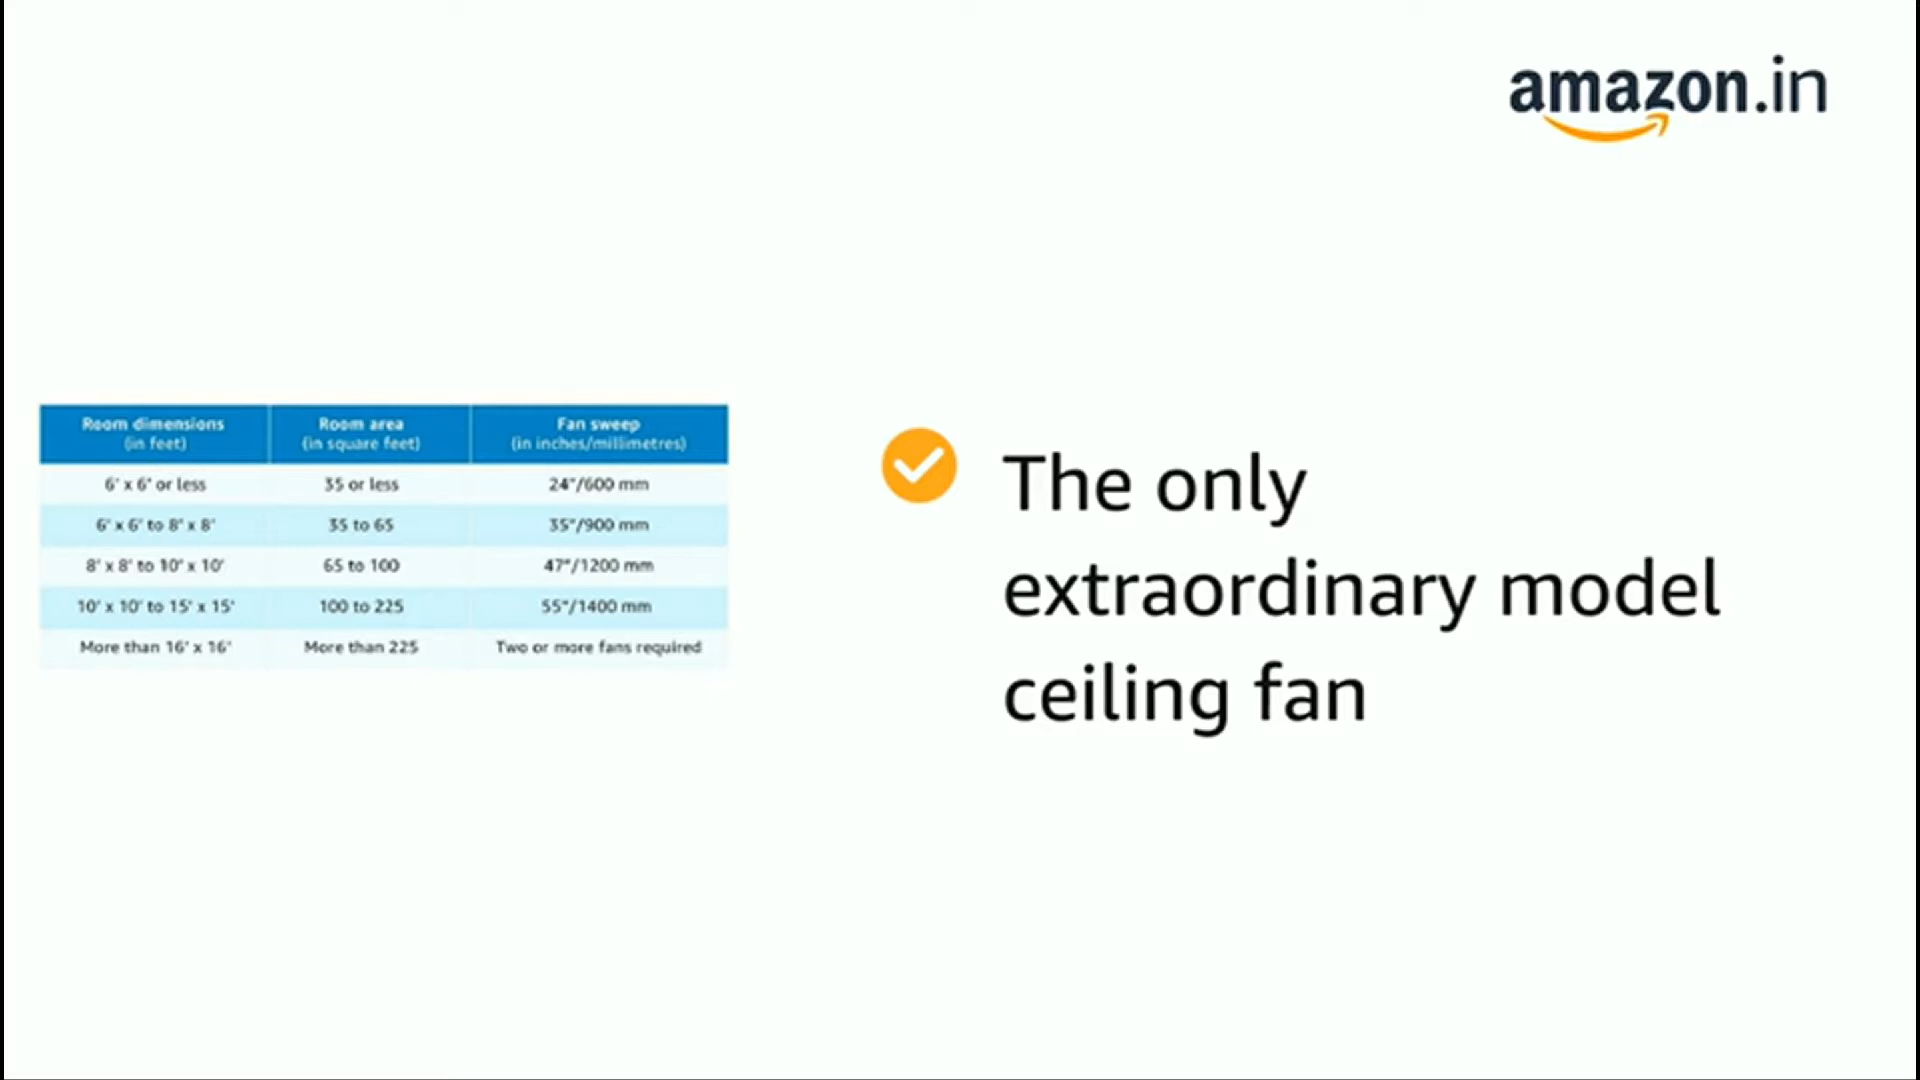 amazon.in
Room dimensions
(in feet)
Room area
(in square feet)
Fan sweep
(in inches/millimetres)
6' x 6' or less 35 or less 24"/600 mm
6' x 6' to 8' x 8' 35 to 65 35"/900 mm
8' x 8' to 10' x 10' 65 to 100 47"/1200 mm
10' x 10' to 15' x 15' 100 to 225 55"/1400 mm
More than 16' x 16' More than 225 Two or more fans required
The only
extraordinary model
ceiling fan